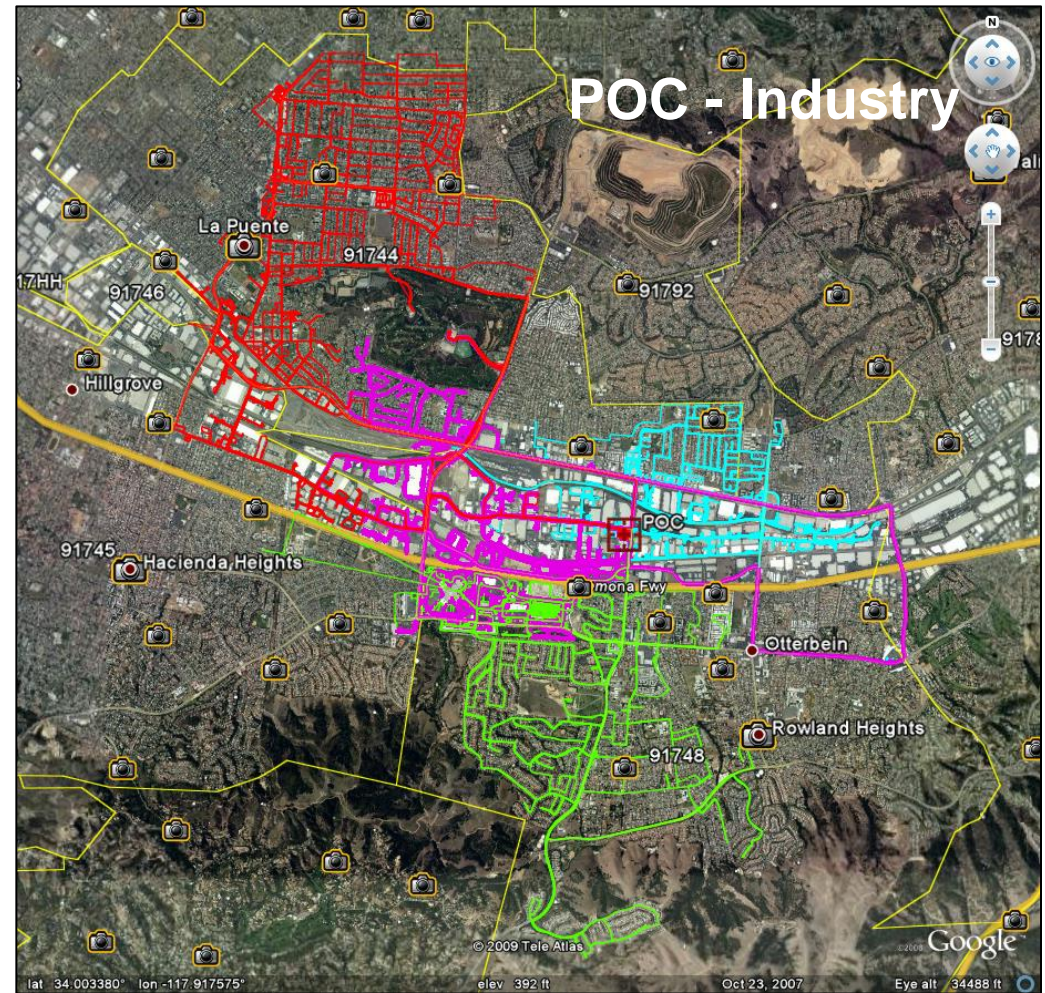 N
POC - Industry
La Puente
91744
91746
91792
Hillgrove
POC
91745
Hacienda Heights
mona Fwy
Otterbein
Rowland Heights
91748
© 2009 Tele Atlas
Google
lat 34.003380° lon -117.917575° elev 392 ft Oct 23, 2007 Eye alt 34488 ft